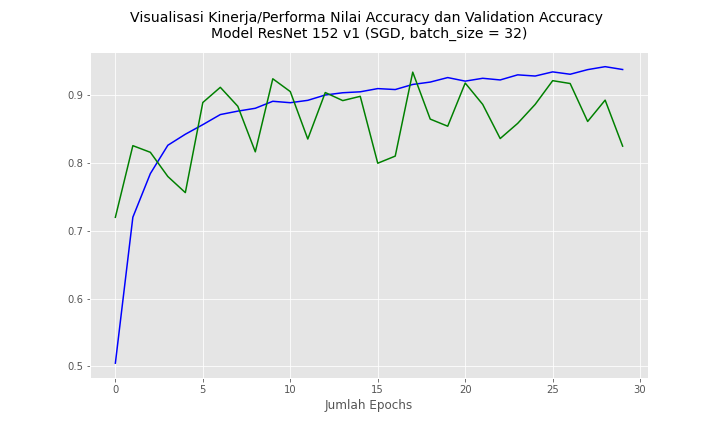 Visualisasi Kinerja/Performa Nilai Accuracy dan Validation Accuracy
Model ResNet 152 v1 (SGD, batch_size = 32)
0.9
0.8
0.7
0.6
0.5
0 5 10 15 20 25 30
Jumlah Epochs